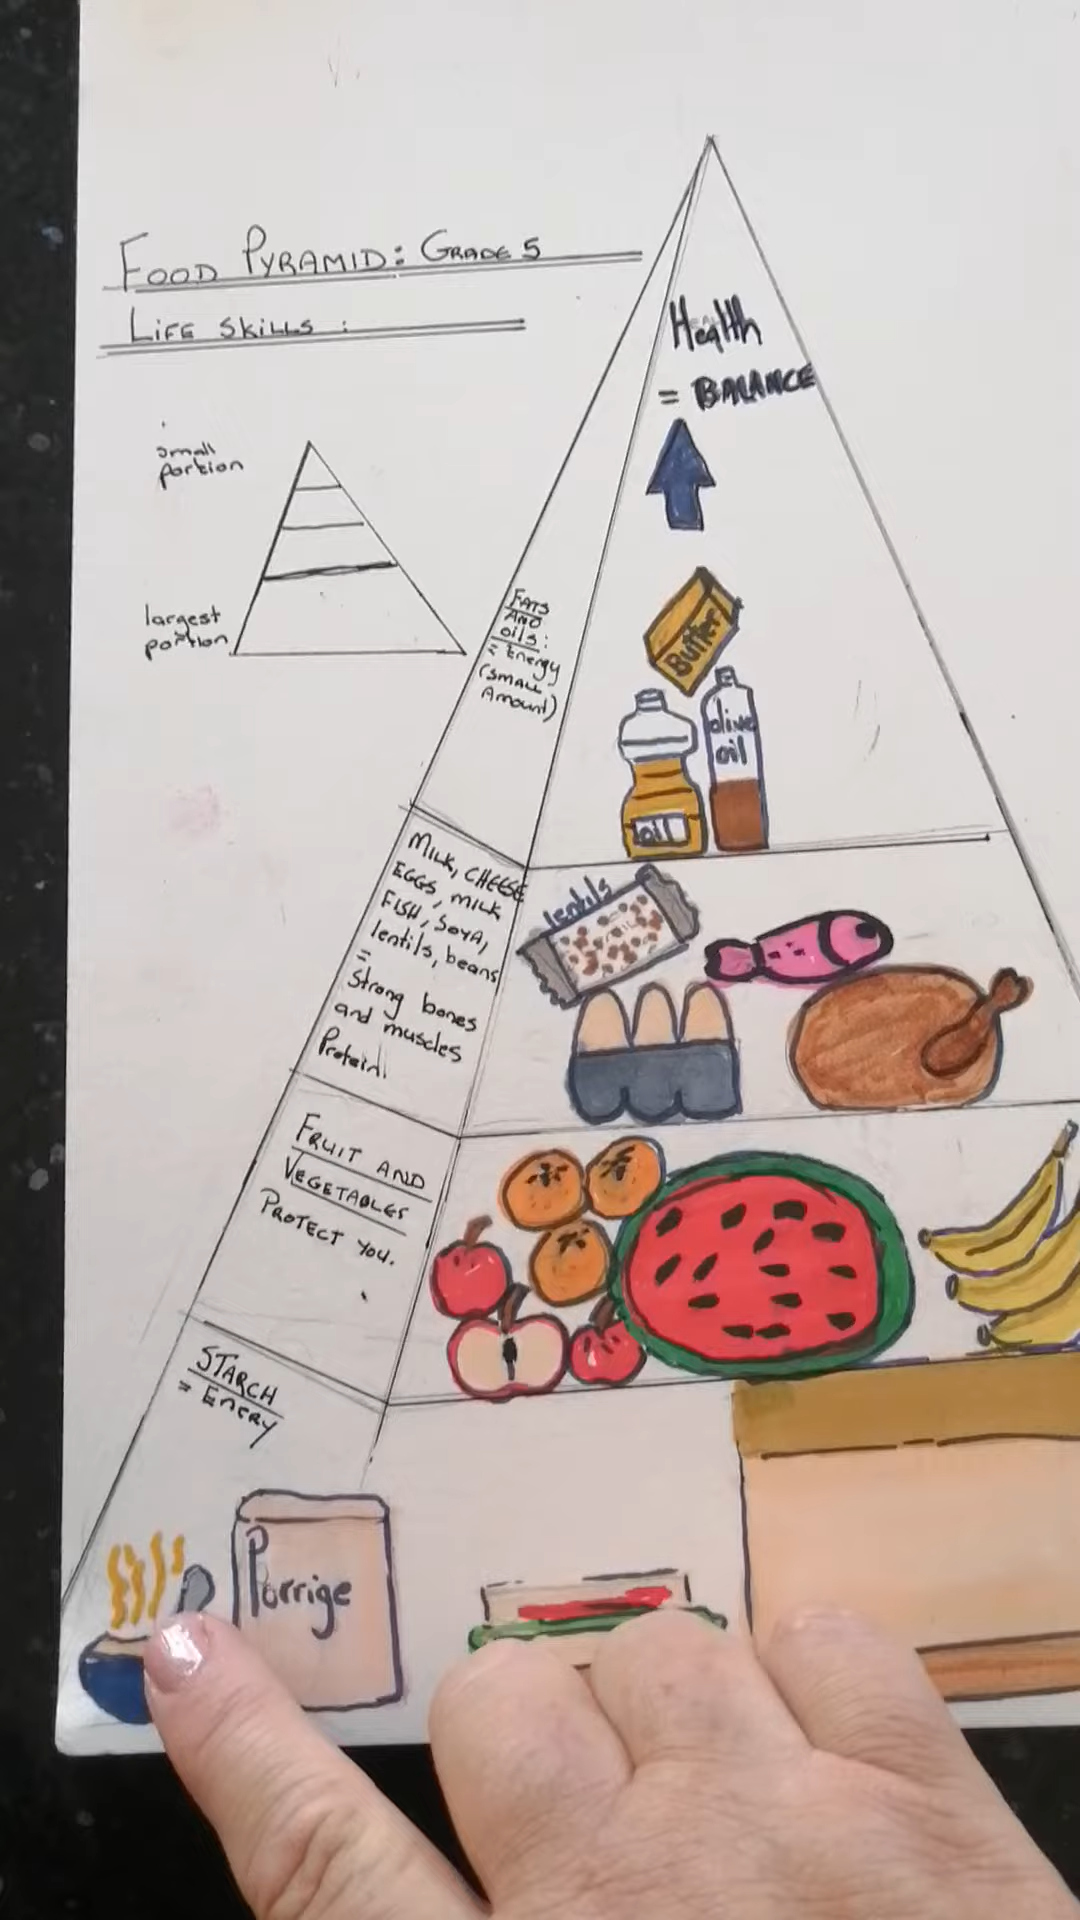 FOOD PYRAMID: GRADE 5
LIFE SKILLS :
small
portion
largest
portion
Health
= BALANCE
FATS
AND
oils:
= Energy
(SMALL
Amount)
Butter
olive
oil
oil
MILK, CHEESE
EGGS, MILK
FISH, SOYA,
lentils, beans
=
Strong bones
and muscles
Protein.
lentils
FRUIT AND
VEGETABLES
PROTECT YOU.
STARCH
= Enery
Porrige